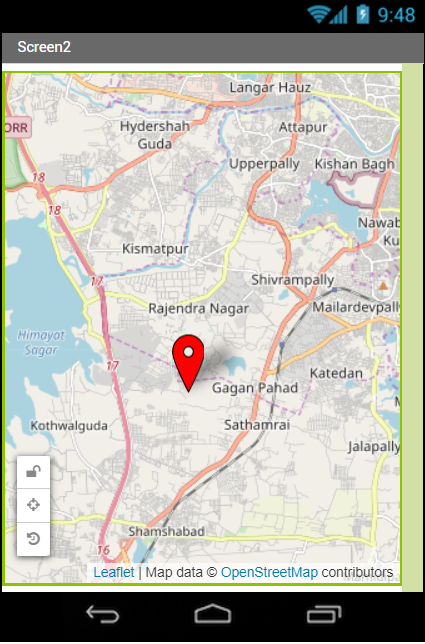 9:48
Screen2
Langar Hauz
ORR
Hydershah
Guda
Attapur
Upperpally
Kishan Bagh
18
18
Nawab
Ku
Kismatpur
17
Shivrampally
Rajendra Nagar
Mailardevpally
Himayat
Sagar
17
Katedan
Gagan Pahad
Kothwalguda
Sathamrai
Jalapally
Shamshabad
16
Leaflet | Map data © OpenStreetMap contributors